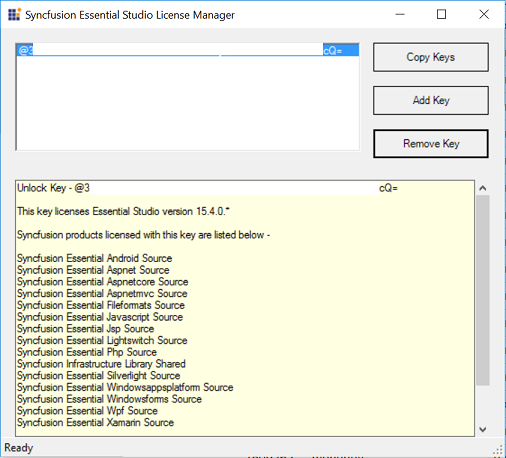 Syncfusion Essential Studio License Manager
@3 cQ=
Copy Keys
Add Key
Remove Key
Unlock Key - @3 cQ=
This key licenses Essential Studio version 15.4.0.*
Syncfusion products licensed with this key are listed below -
Syncfusion Essential Android Source
Syncfusion Essential Aspnet Source
Syncfusion Essential Aspnetcore Source
Syncfusion Essential Aspnetmvc Source
Syncfusion Essential Fileformats Source
Syncfusion Essential Javascript Source
Syncfusion Essential Jsp Source
Syncfusion Essential Lightswitch Source
Syncfusion Essential Php Source
Syncfusion Infrastructure Library Shared
Syncfusion Essential Silverlight Source
Syncfusion Essential Windowsappsplatform Source
Syncfusion Essential Windowsforms Source
Syncfusion Essential Wpf Source
Syncfusion Essential Xamarin Source
Ready